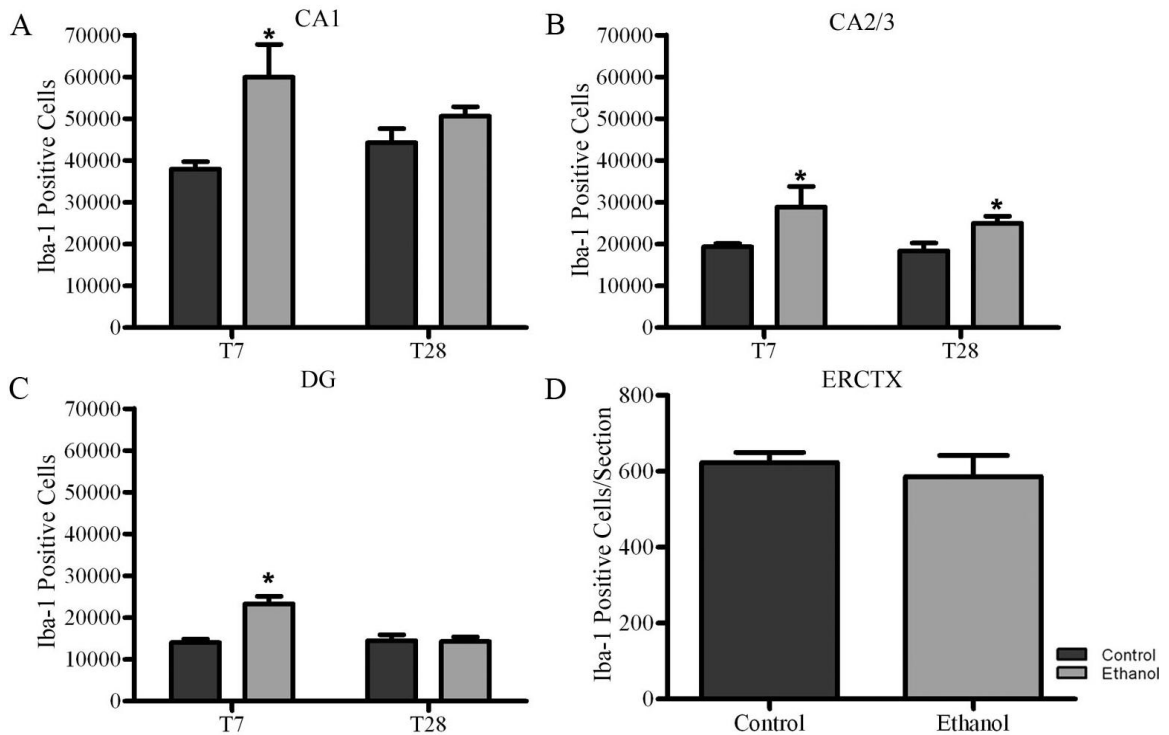 A
CA1
Iba-1 Positive Cells
70000
60000
50000
40000
30000
20000
10000
0
*
T7
T28
B
CA2/3
Iba-1 Positive Cells
70000
60000
50000
40000
30000
20000
10000
0
*
*
T7
T28
C
DG
Iba-1 Positive Cells
70000
60000
50000
40000
30000
20000
10000
0
*
T7
T28
D
ERCTX
Iba-1 Positive Cells/Section
800
600
400
200
0
Control
Ethanol
Control
Ethanol